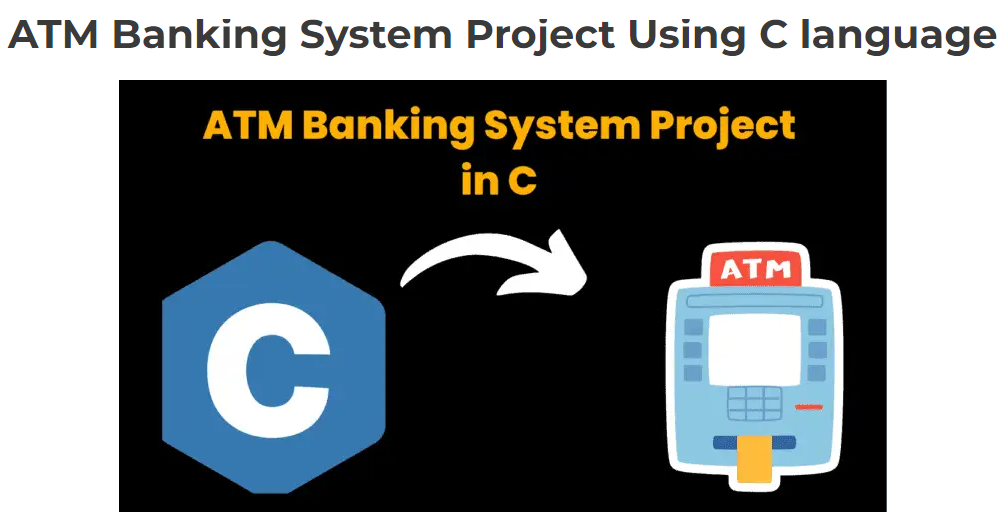 ATM Banking System Project Using C language
ATM Banking System Project
in C
C
ATM